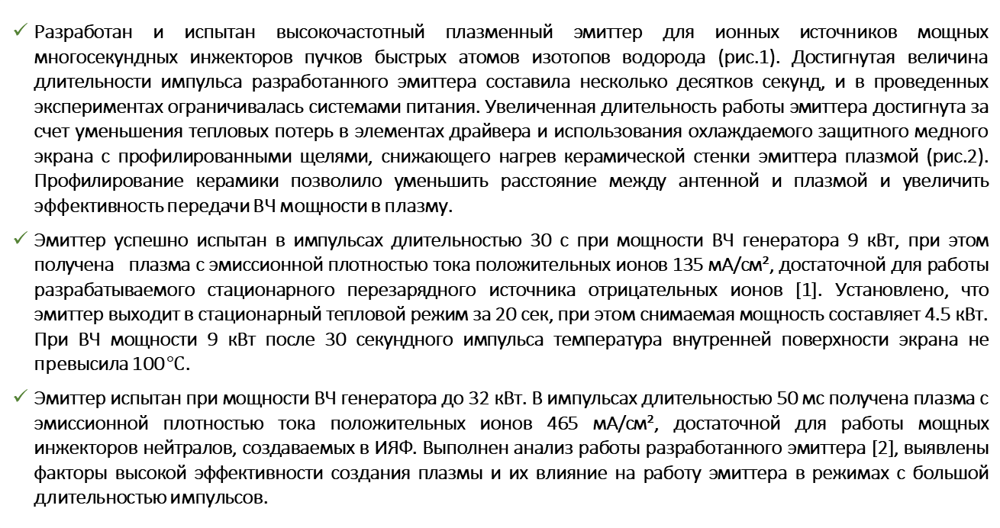 ✓ Разработан и испытан высокочастотный плазменный эмиттер для ионных источников мощных
многосекундных инжекторов пучков быстрых атомов изотопов водорода (рис.1). Достигнутая величина
длительности импульса разработанного эмиттера составила несколько десятков секунд, и в проведенных
экспериментах ограничивалась системами питания. Увеличенная длительность работы эмиттера достигнута за
счет уменьшения тепловых потерь в элементах драйвера и использования охлаждаемого защитного медного
экрана с профилированными щелями, снижающего нагрев керамической стенки эмиттера плазмой (рис.2).
Профилирование керамики позволило уменьшить расстояние между антенной и плазмой и увеличить
эффективность передачи ВЧ мощности в плазму.
✓ Эмиттер успешно испытан в импульсах длительностью 30 с при мощности ВЧ генератора 9 кВт, при этом
получена плазма с эмиссионной плотностью тока положительных ионов 135 мА/см², достаточной для работы
разрабатываемого стационарного перезарядного источника отрицательных ионов [1]. Установлено, что
эмиттер выходит в стационарный тепловой режим за 20 сек, при этом снимаемая мощность составляет 4.5 кВт.
При ВЧ мощности 9 кВт после 30 секундного импульса температура внутренней поверхности экрана не
превысила 100°С.
✓ Эмиттер испытан при мощности ВЧ генератора до 32 кВт. В импульсах длительностью 50 мс получена плазма с
эмиссионной плотностью тока положительных ионов 465 мА/см², достаточной для работы мощных
инжекторов нейтралов, создаваемых в ИЯФ. Выполнен анализ работы разработанного эмиттера [2], выявлены
факторы высокой эффективности создания плазмы и их влияние на работу эмиттера в режимах с большой
длительностью импульсов.